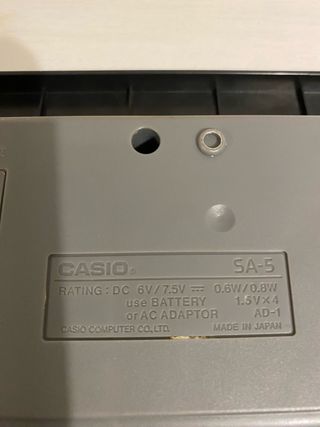 CASIO® SA-5
RATING : DC 6V/7.5V ⎓ 0.6W/0.8W
use BATTERY 1.5V×4
or AC ADAPTOR AD-1
CASIO COMPUTER CO.,LTD. MADE IN JAPAN